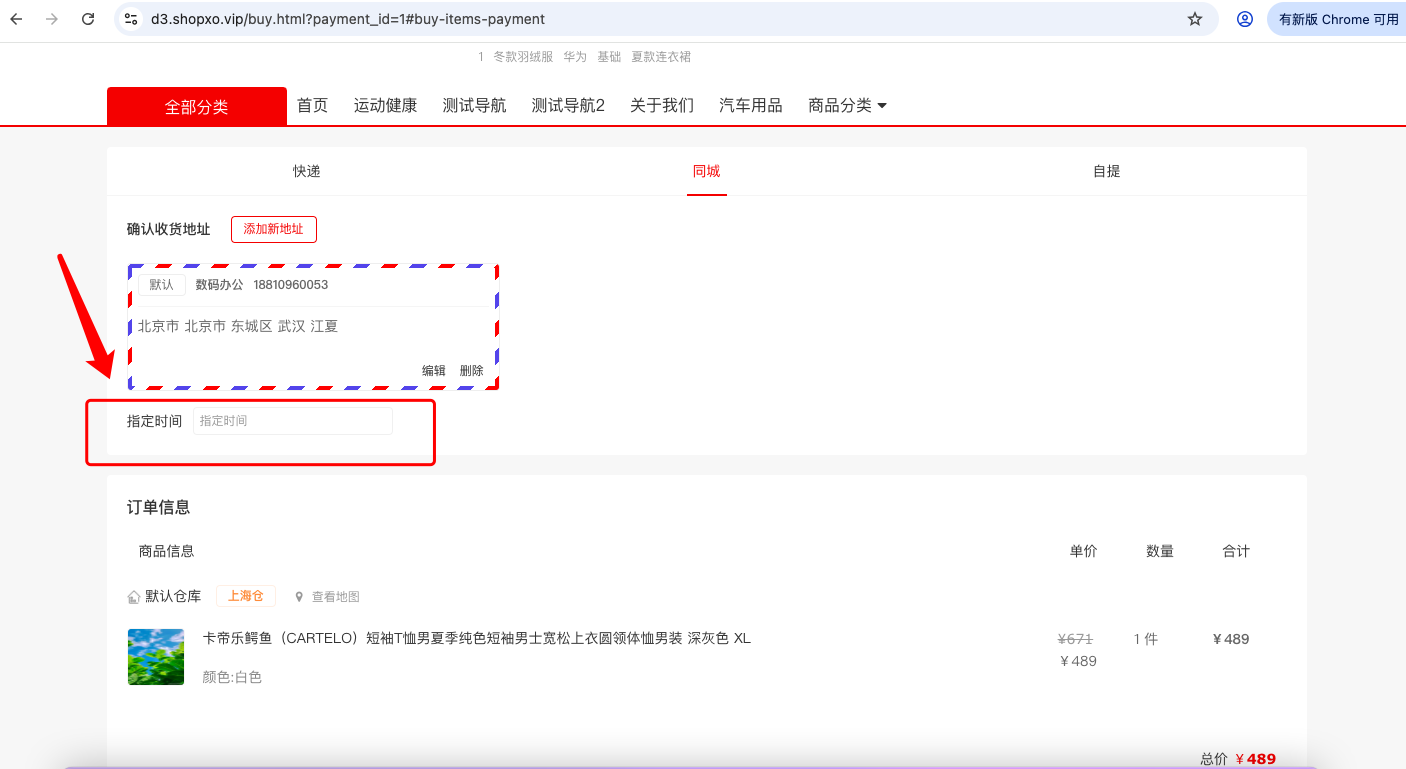 d3.shopxo.vip/buy.html?payment_id=1#buy-items-payment
有新版 Chrome 可用
1 冬款羽绒服 华为 基础 夏款连衣裙
全部分类 首页 运动健康 测试导航 测试导航2 关于我们 汽车用品 商品分类
快递 同城 自提
确认收货地址 添加新地址
默认 数码办公 18810960053
北京市 北京市 东城区 武汉 江夏
编辑 删除
指定时间 指定时间
订单信息
商品信息 单价 数量 合计
默认仓库 上海仓 查看地图
卡帝乐鳄鱼（CARTELO）短袖T恤男夏季纯色短袖男士宽松上衣圆领体恤男装 深灰色 XL ¥671 1 件 ¥489
¥489
颜色:白色
总价 ¥489